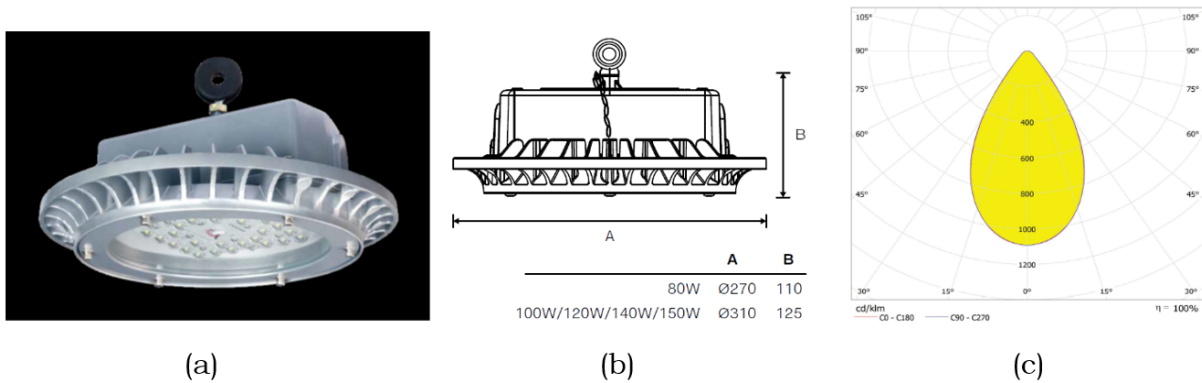 B
A
A B
80W Ø270 110
100W/120W/140W/150W Ø310 125
105° 105°
90° 90°
75° 75°
400
60° 60°
600
45° 800 45°
1000
1200
30° 15° 0° 15° 30°
cd/klm η = 100%
C0 - C180 C90 - C270
(a) (b) (c)